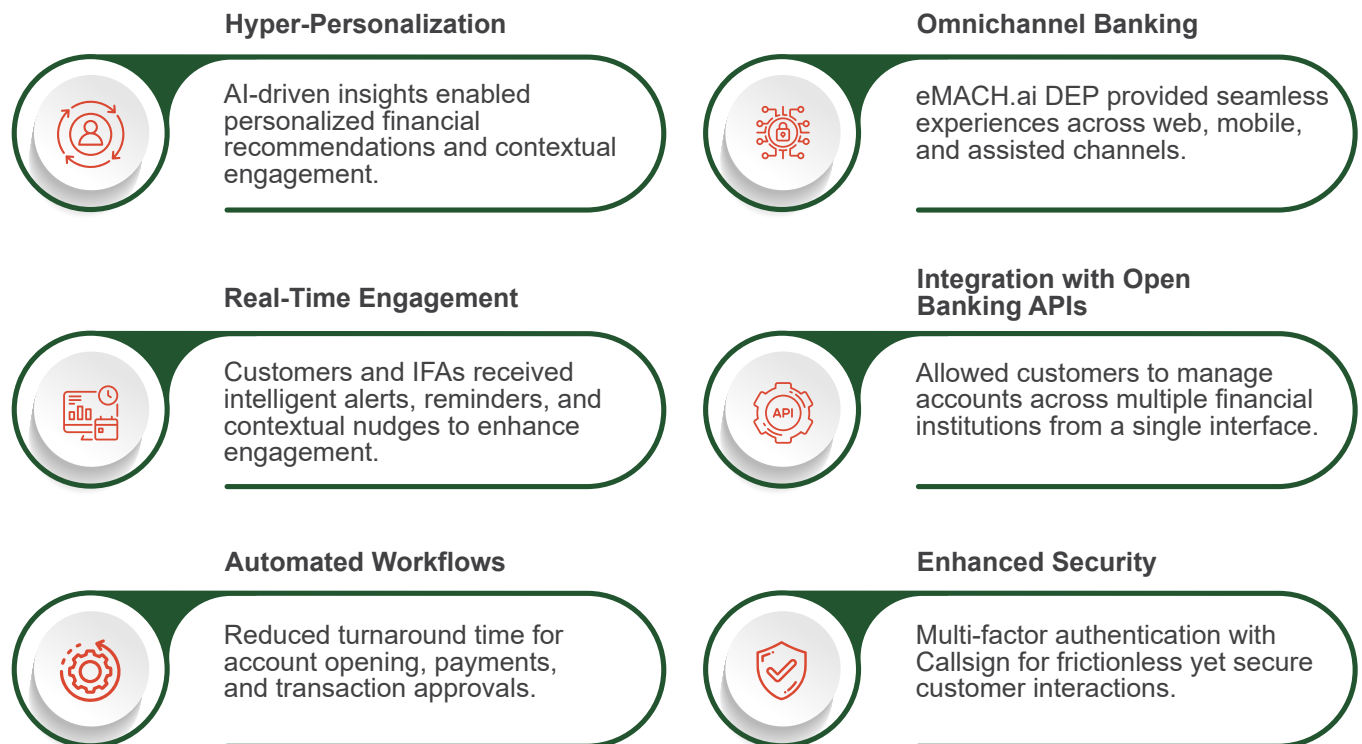 Hyper-Personalization
AI-driven insights enabled
personalized financial
recommendations and contextual
engagement.
Omnichannel Banking
eMACH.ai DEP provided seamless
experiences across web, mobile,
and assisted channels.
Real-Time Engagement
Customers and IFAs received
intelligent alerts, reminders, and
contextual nudges to enhance
engagement.
Integration with Open
Banking APIs
API
Allowed customers to manage
accounts across multiple financial
institutions from a single interface.
Automated Workflows
Reduced turnaround time for
account opening, payments,
and transaction approvals.
Enhanced Security
Multi-factor authentication with
Callsign for frictionless yet secure
customer interactions.